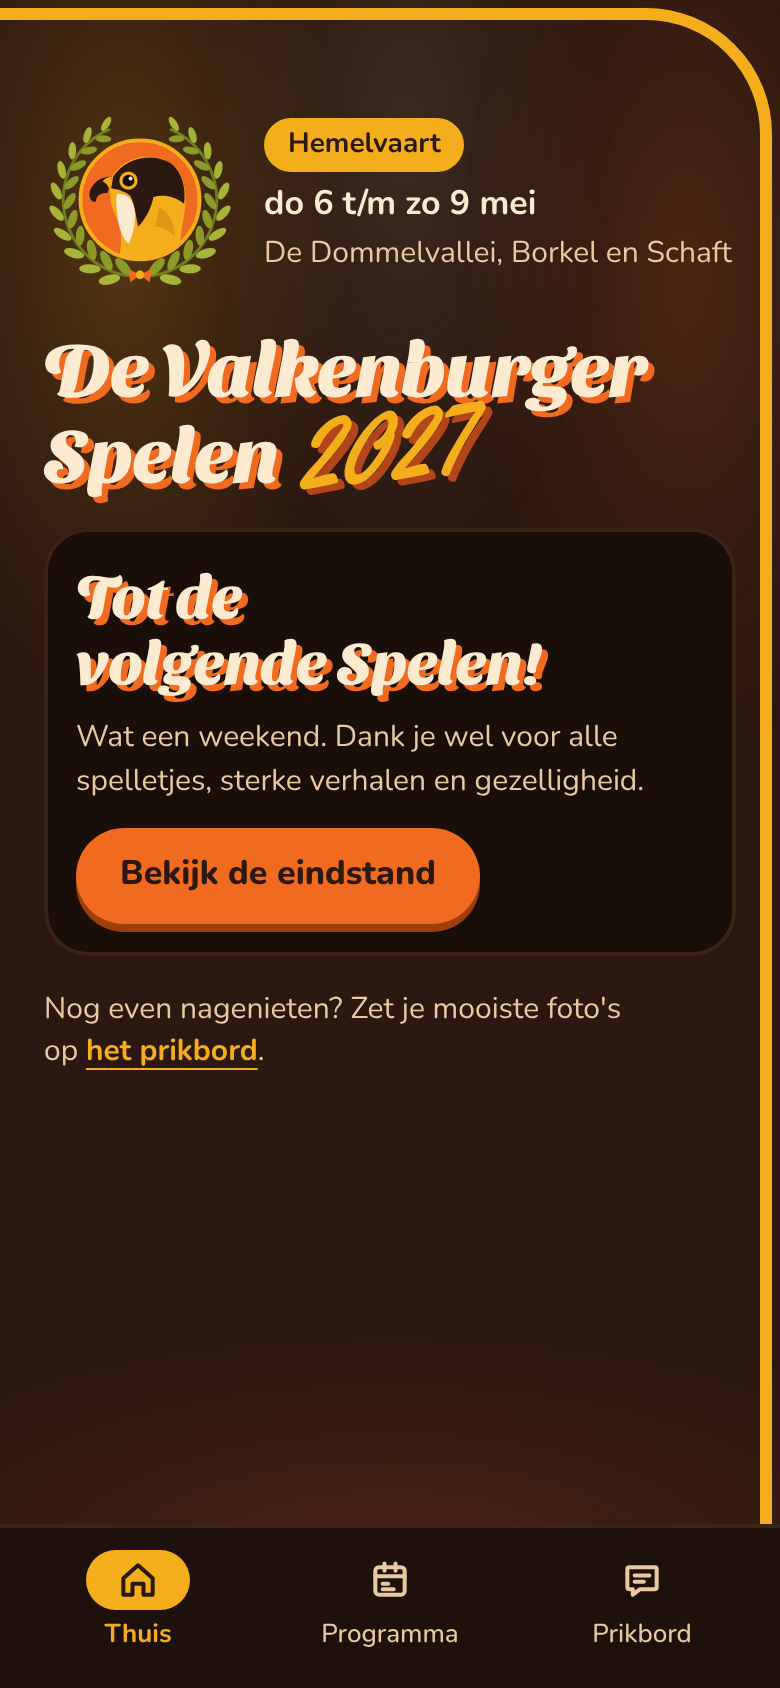 Hemelvaart
do 6 t/m zo 9 mei
De Dommelvallei, Borkel en Schaft
De Valkenburger
Spelen 2027
Tot de
volgende Spelen!
Wat een weekend. Dank je wel voor alle
spelletjes, sterke verhalen en gezelligheid.
Bekijk de eindstand
Nog even nagenieten? Zet je mooiste foto's
op het prikbord.
Thuis
Programma
Prikbord